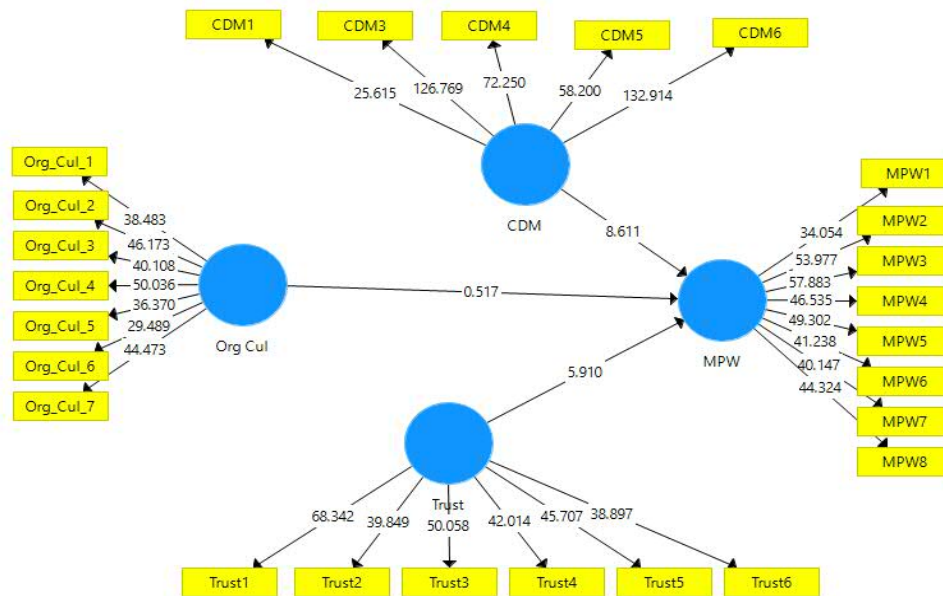 CDM1
CDM3
CDM4
CDM5
CDM6
25.615
126.769
72.250
58.200
132.914
CDM
8.611
Org_Cul_1
Org_Cul_2
Org_Cul_3
Org_Cul_4
Org_Cul_5
Org_Cul_6
Org_Cul_7
38.483
46.173
40.108
50.036
36.370
29.489
44.473
Org Cul
0.517
MPW
34.054
53.977
57.883
46.535
49.302
41.238
40.147
44.324
MPW1
MPW2
MPW3
MPW4
MPW5
MPW6
MPW7
MPW8
5.910
Trust
68.342
39.849
50.058
42.014
45.707
38.897
Trust1
Trust2
Trust3
Trust4
Trust5
Trust6